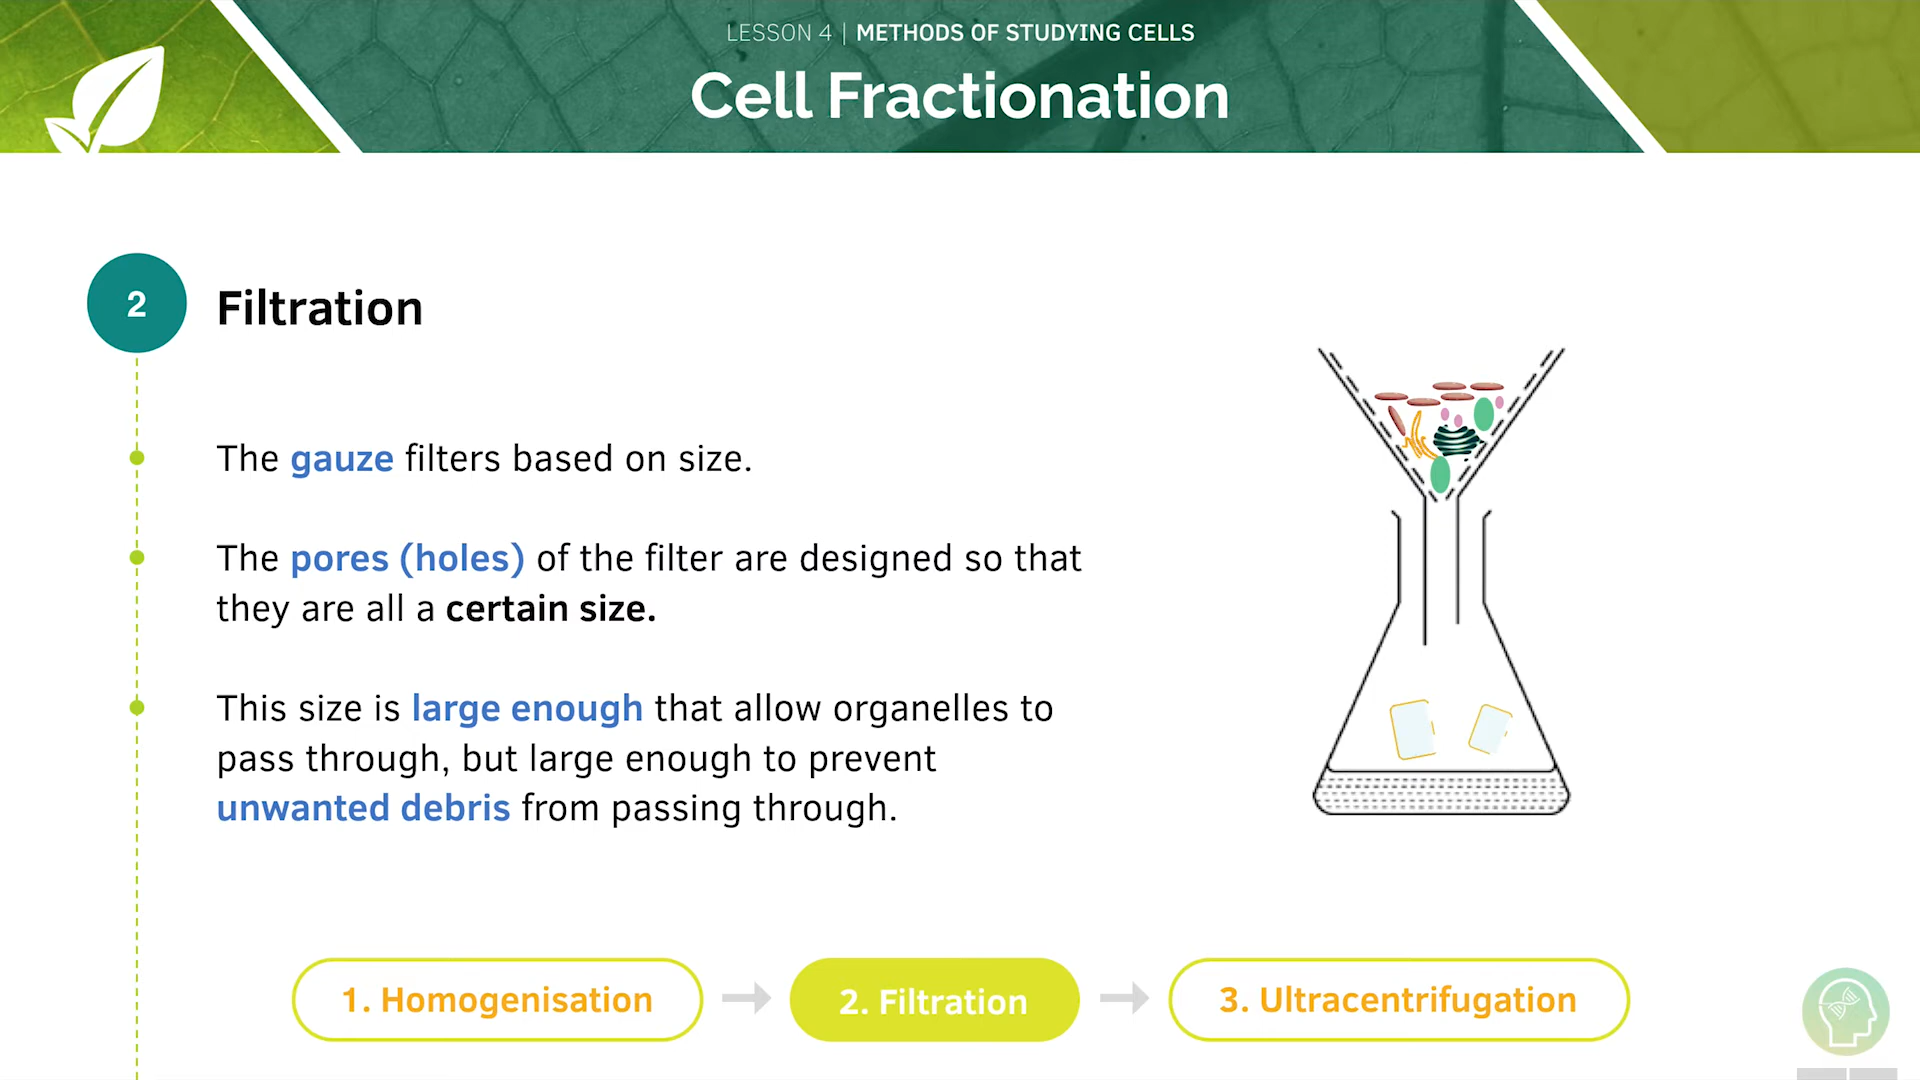 LESSON 4 | METHODS OF STUDYING CELLS
Cell Fractionation
2
Filtration
The gauze filters based on size.
The pores (holes) of the filter are designed so that
they are all a certain size.
This size is large enough that allow organelles to
pass through, but large enough to prevent
unwanted debris from passing through.
1. Homogenisation
2. Filtration
3. Ultracentrifugation